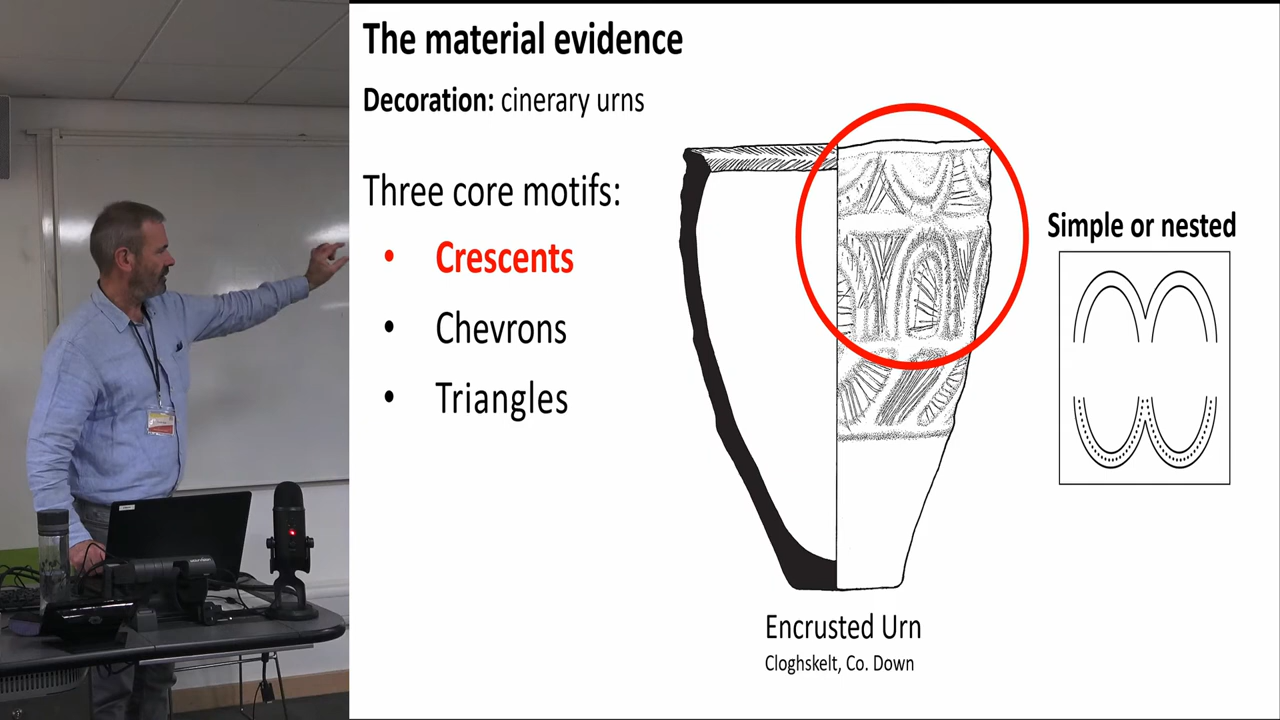 The material evidence
Decoration: cinerary urns
Three core motifs:
• Crescents
• Chevrons
• Triangles
Simple or nested
Encrusted Urn
Cloghskelt, Co. Down